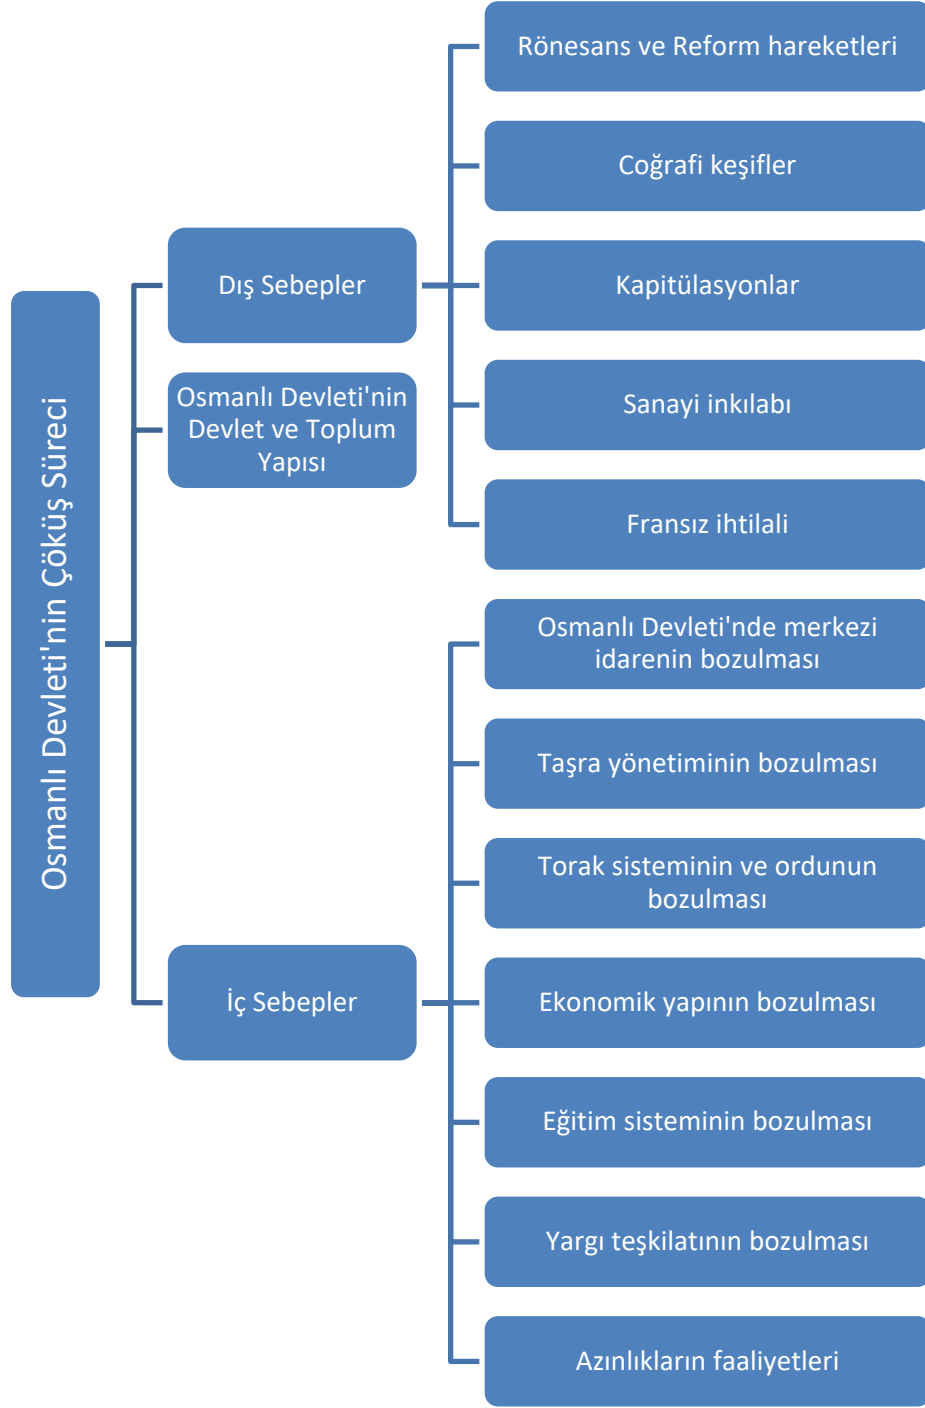 Osmanlı Devleti'nin Çöküş Süreci
Dış Sebepler
Rönesans ve Reform hareketleri
Coğrafi keşifler
Kapitülasyonlar
Sanayi inkılabı
Fransız ihtilali
Osmanlı Devleti'nin
Devlet ve Toplum
Yapısı
İç Sebepler
Osmanlı Devleti'nde merkezi
idarenin bozulması
Taşra yönetiminin bozulması
Torak sisteminin ve ordunun
bozulması
Ekonomik yapının bozulması
Eğitim sisteminin bozulması
Yargı teşkilatının bozulması
Azınlıkların faaliyetleri